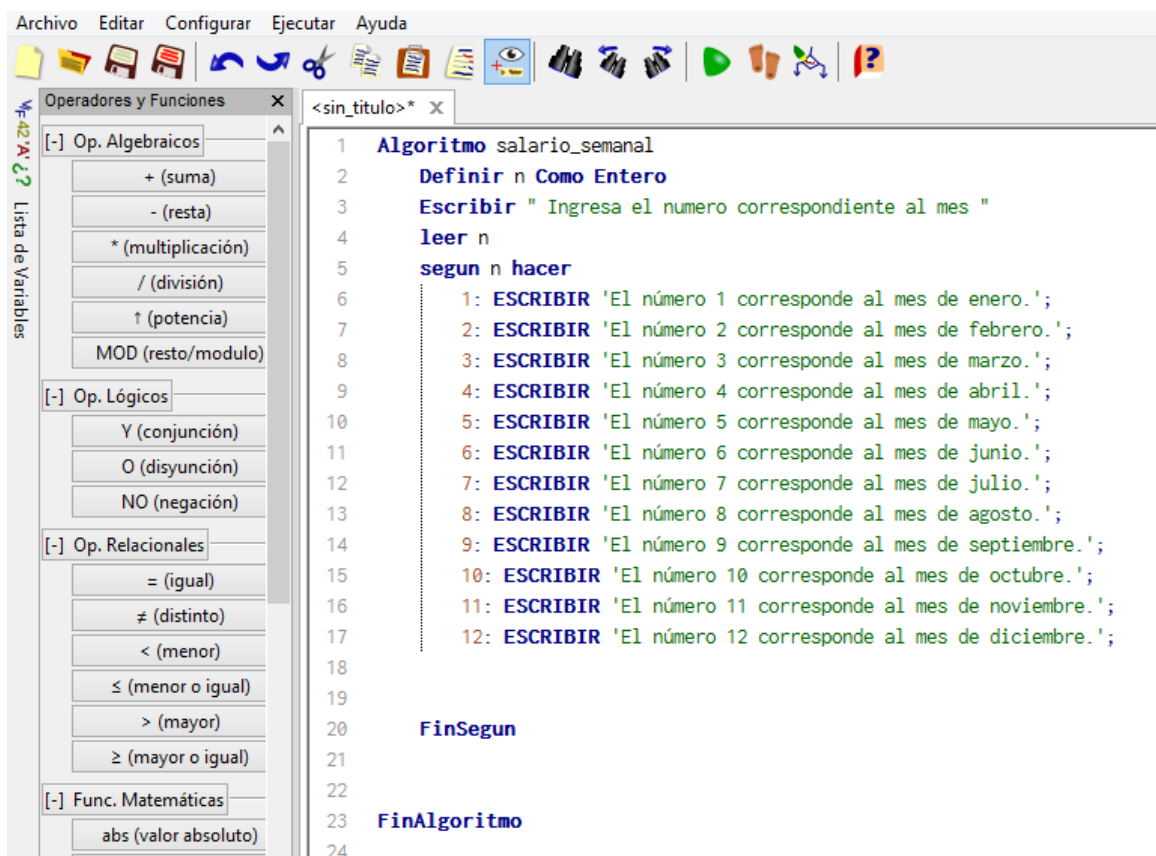 Archivo Editar Configurar Ejecutar Ayuda
Operadores y Funciones X
<sin_titulo>* X
Lista de Variables
[-] Op. Algebraicos
+ (suma)
- (resta)
* (multiplicación)
/ (división)
↑ (potencia)
MOD (resto/modulo)
[-] Op. Lógicos
Y (conjunción)
O (disyunción)
NO (negación)
[-] Op. Relacionales
= (igual)
≠ (distinto)
< (menor)
≤ (menor o igual)
> (mayor)
≥ (mayor o igual)
[-] Func. Matemáticas
abs (valor absoluto)
1 Algoritmo salario_semanal
2 Definir n Como Entero
3 Escribir " Ingresa el numero correspondiente al mes "
4 leer n
5 segun n hacer
6 1: ESCRIBIR 'El número 1 corresponde al mes de enero.';
7 2: ESCRIBIR 'El número 2 corresponde al mes de febrero.';
8 3: ESCRIBIR 'El número 3 corresponde al mes de marzo.';
9 4: ESCRIBIR 'El número 4 corresponde al mes de abril.';
10 5: ESCRIBIR 'El número 5 corresponde al mes de mayo.';
11 6: ESCRIBIR 'El número 6 corresponde al mes de junio.';
12 7: ESCRIBIR 'El número 7 corresponde al mes de julio.';
13 8: ESCRIBIR 'El número 8 corresponde al mes de agosto.';
14 9: ESCRIBIR 'El número 9 corresponde al mes de septiembre.';
15 10: ESCRIBIR 'El número 10 corresponde al mes de octubre.';
16 11: ESCRIBIR 'El número 11 corresponde al mes de noviembre.';
17 12: ESCRIBIR 'El número 12 corresponde al mes de diciembre.';
18
19
20 FinSegun
21
22
23 FinAlgoritmo
24